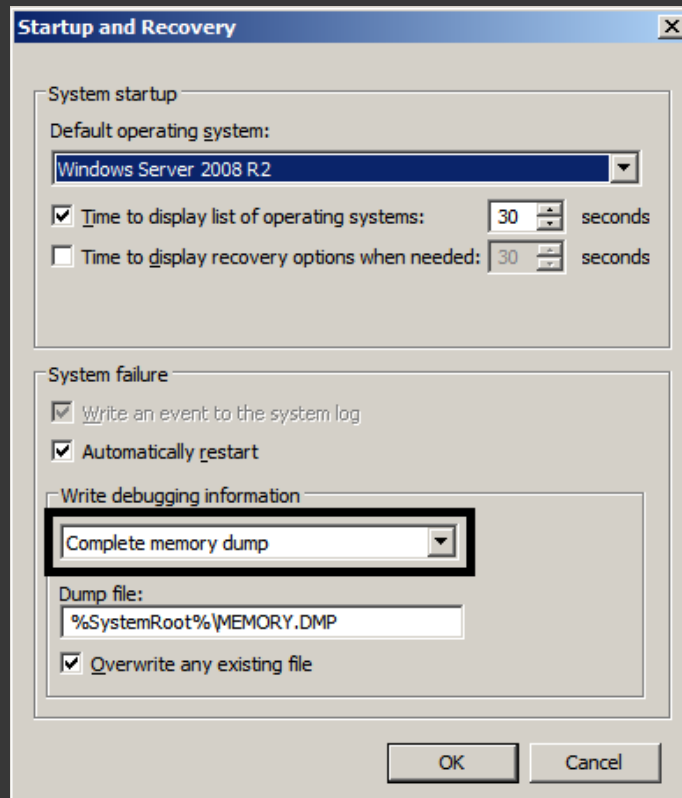 Startup and Recovery
System startup
Default operating system:
Windows Server 2008 R2
Time to display list of operating systems: 30 seconds
Time to display recovery options when needed: 30 seconds
System failure
Write an event to the system log
Automatically restart
Write debugging information
Complete memory dump
Dump file:
%SystemRoot%\MEMORY.DMP
Overwrite any existing file
OK Cancel